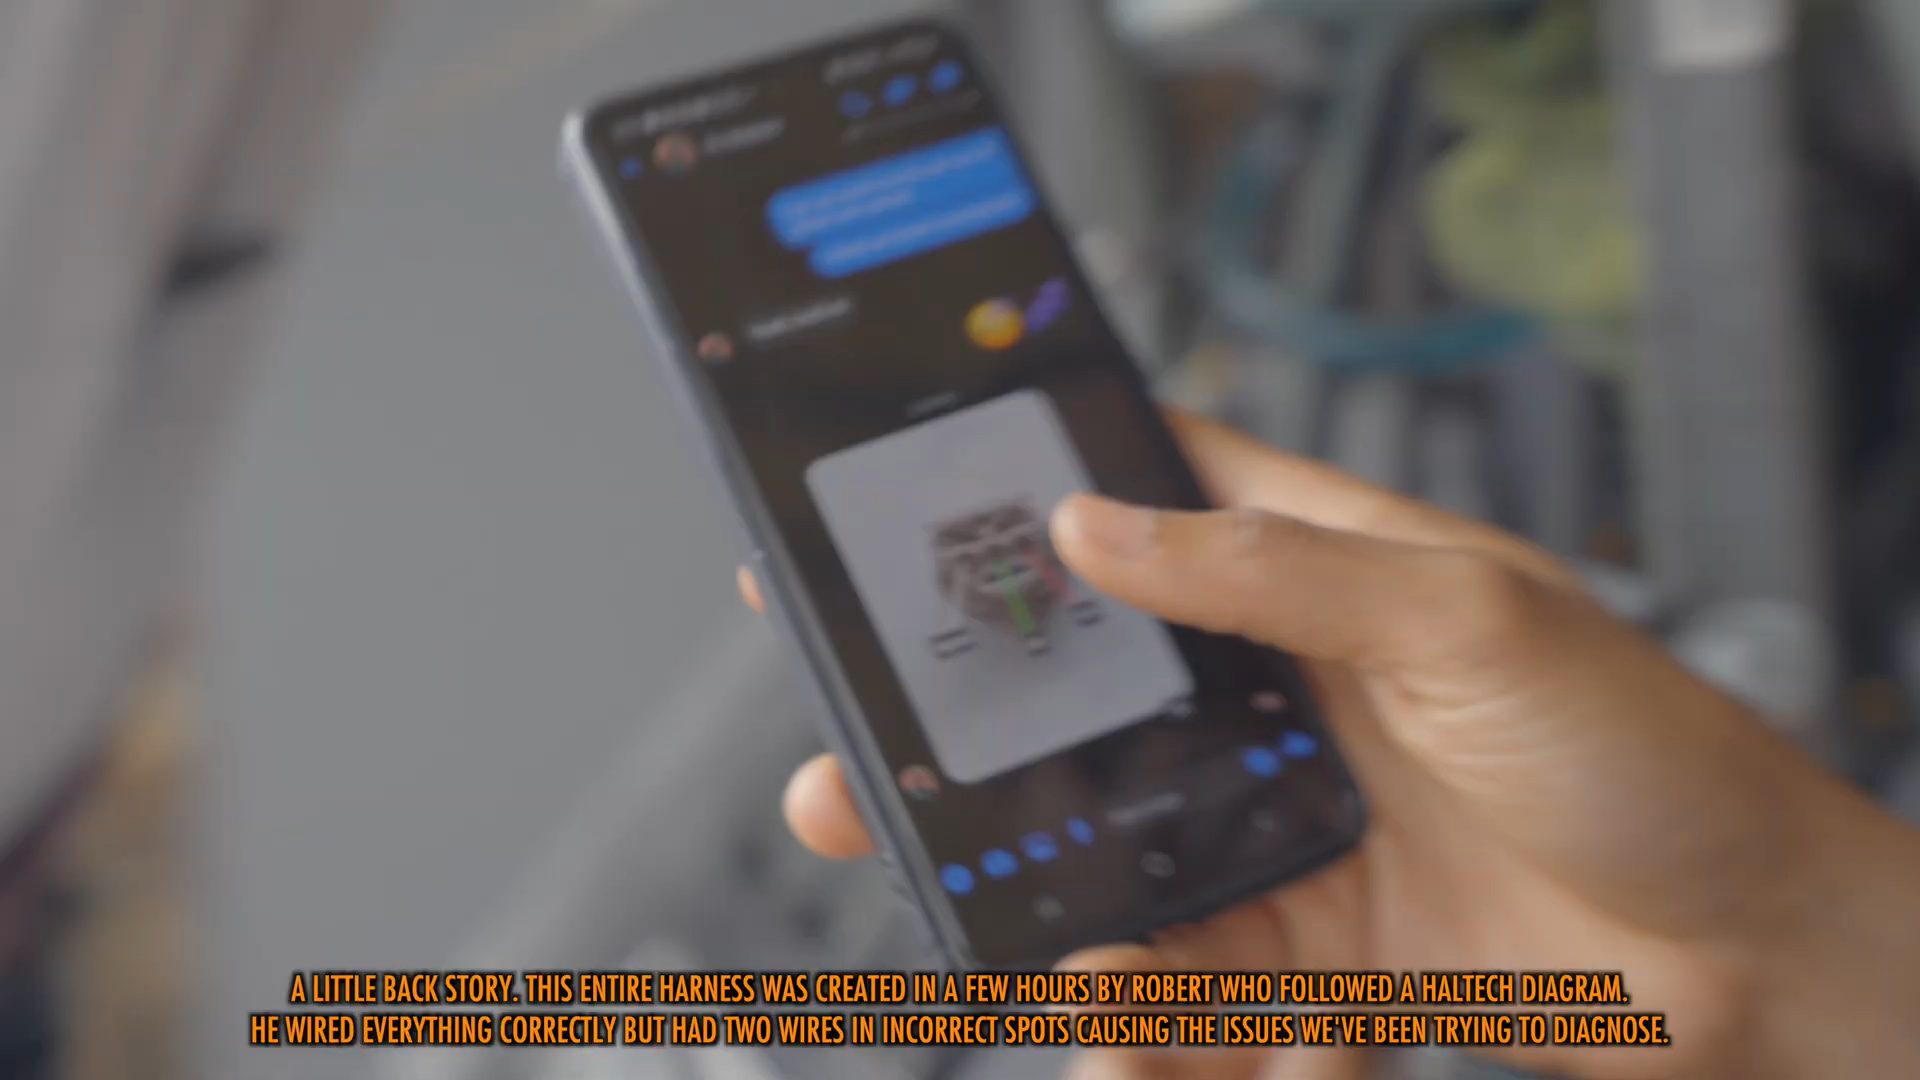 A LITTLE BACK STORY. THIS ENTIRE HARNESS WAS CREATED IN A FEW HOURS BY ROBERT WHO FOLLOWED A HALTECH DIAGRAM.
HE WIRED EVERYTHING CORRECTLY BUT HAD TWO WIRES IN INCORRECT SPOTS CAUSING THE ISSUES WE'VE BEEN TRYING TO DIAGNOSE.